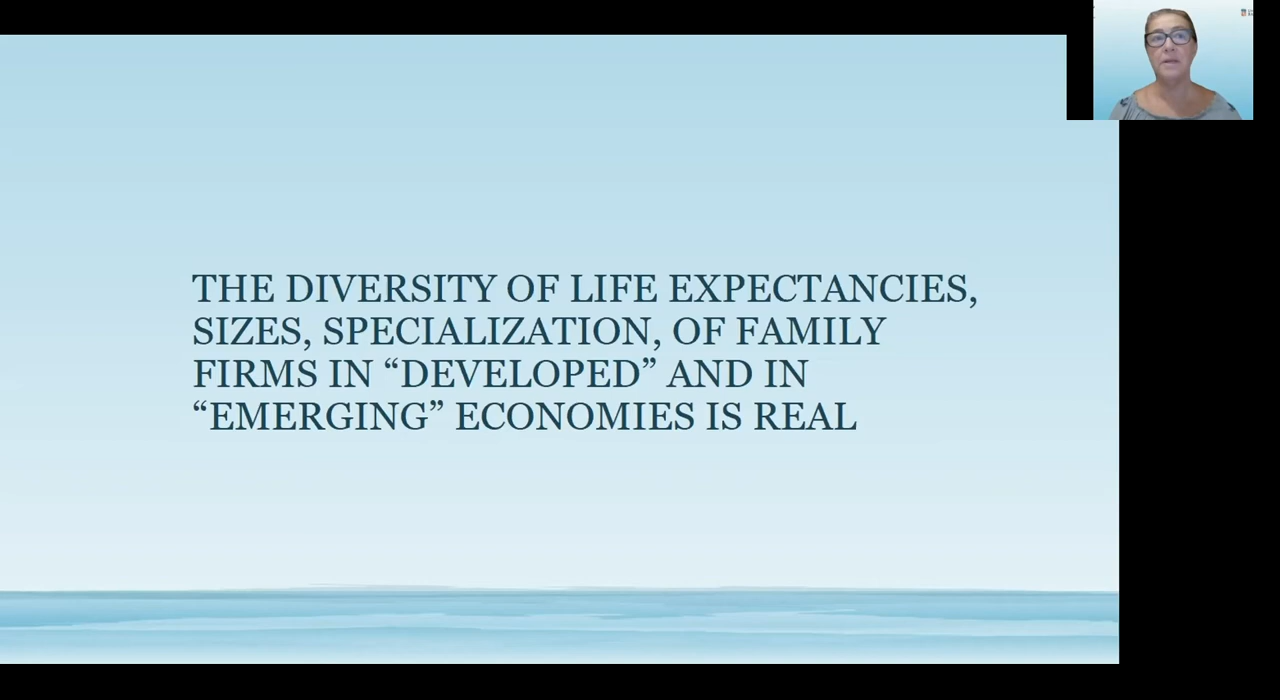 THE DIVERSITY OF LIFE EXPECTANCIES,
SIZES, SPECIALIZATION, OF FAMILY
FIRMS IN “DEVELOPED” AND IN
“EMERGING” ECONOMIES IS REAL